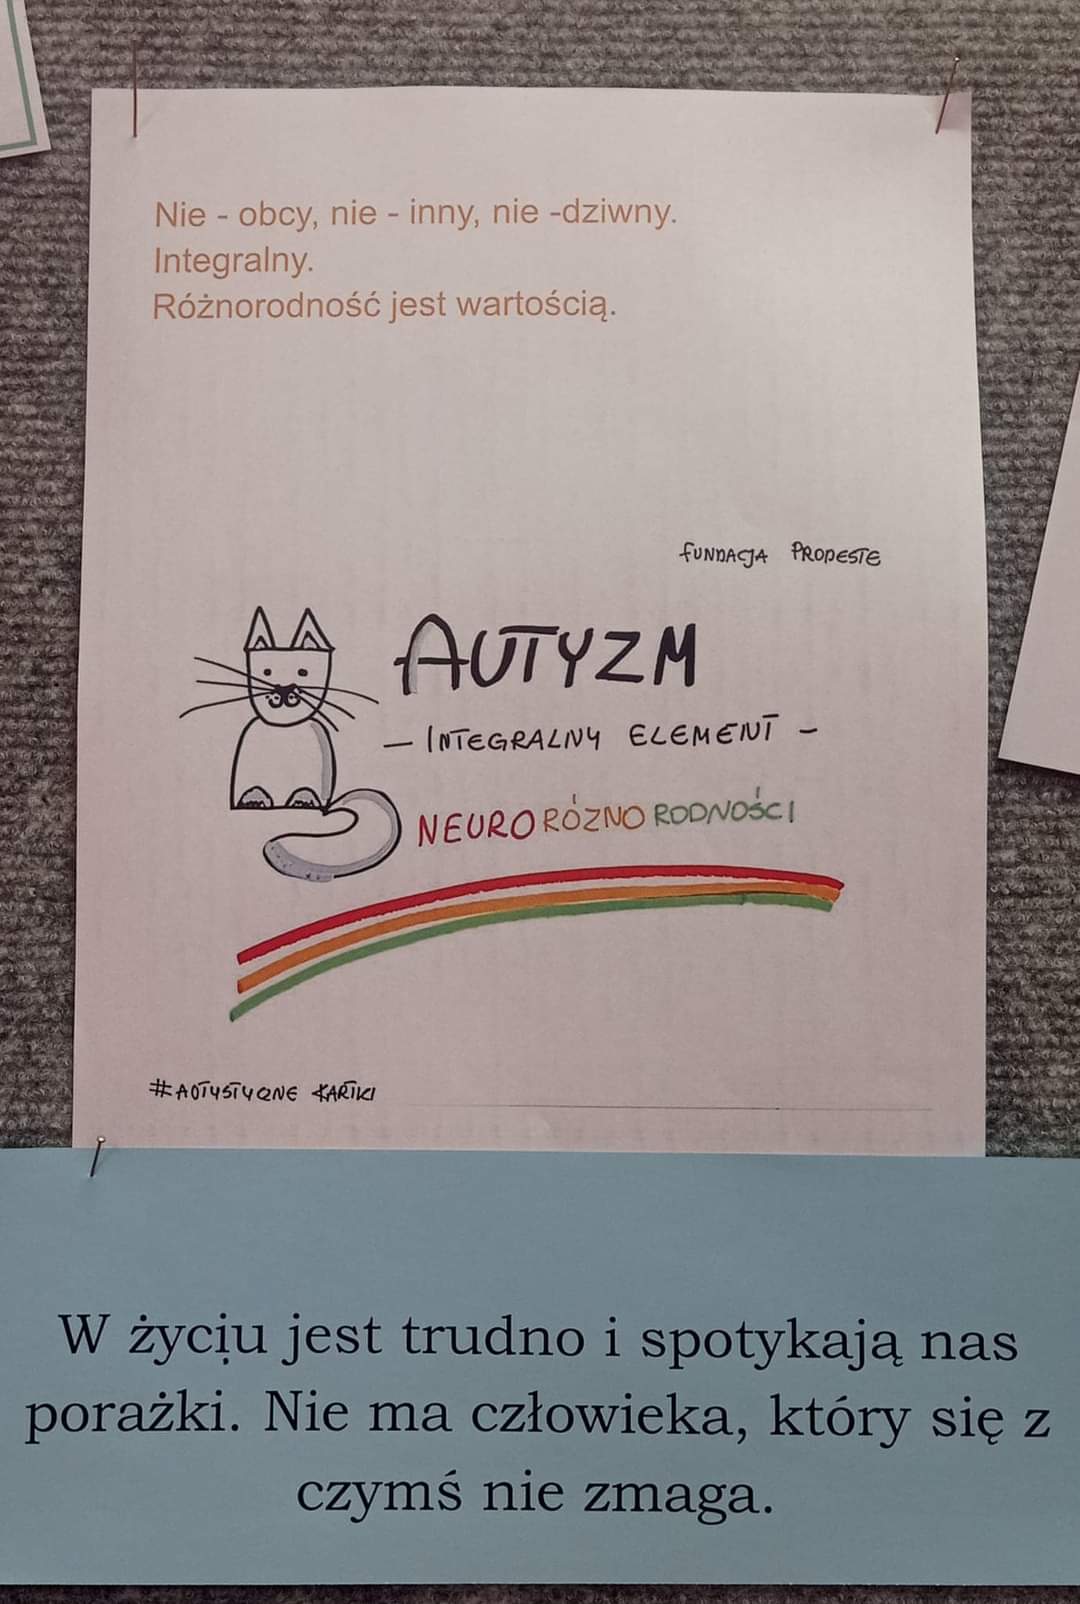 Nie - obcy, nie - inny, nie -dziwny.
Integralny.
Różnorodność jest wartością.
FUNDACJA PRODESTE
AUTYZM
- INTEGRALNY ELEMENT -
NEURORÓŻNORODNOŚCI
#AUTYSTYCZNE KARTKI
W życiu jest trudno i spotykają nas
porażki. Nie ma człowieka, który się z
czymś nie zmaga.